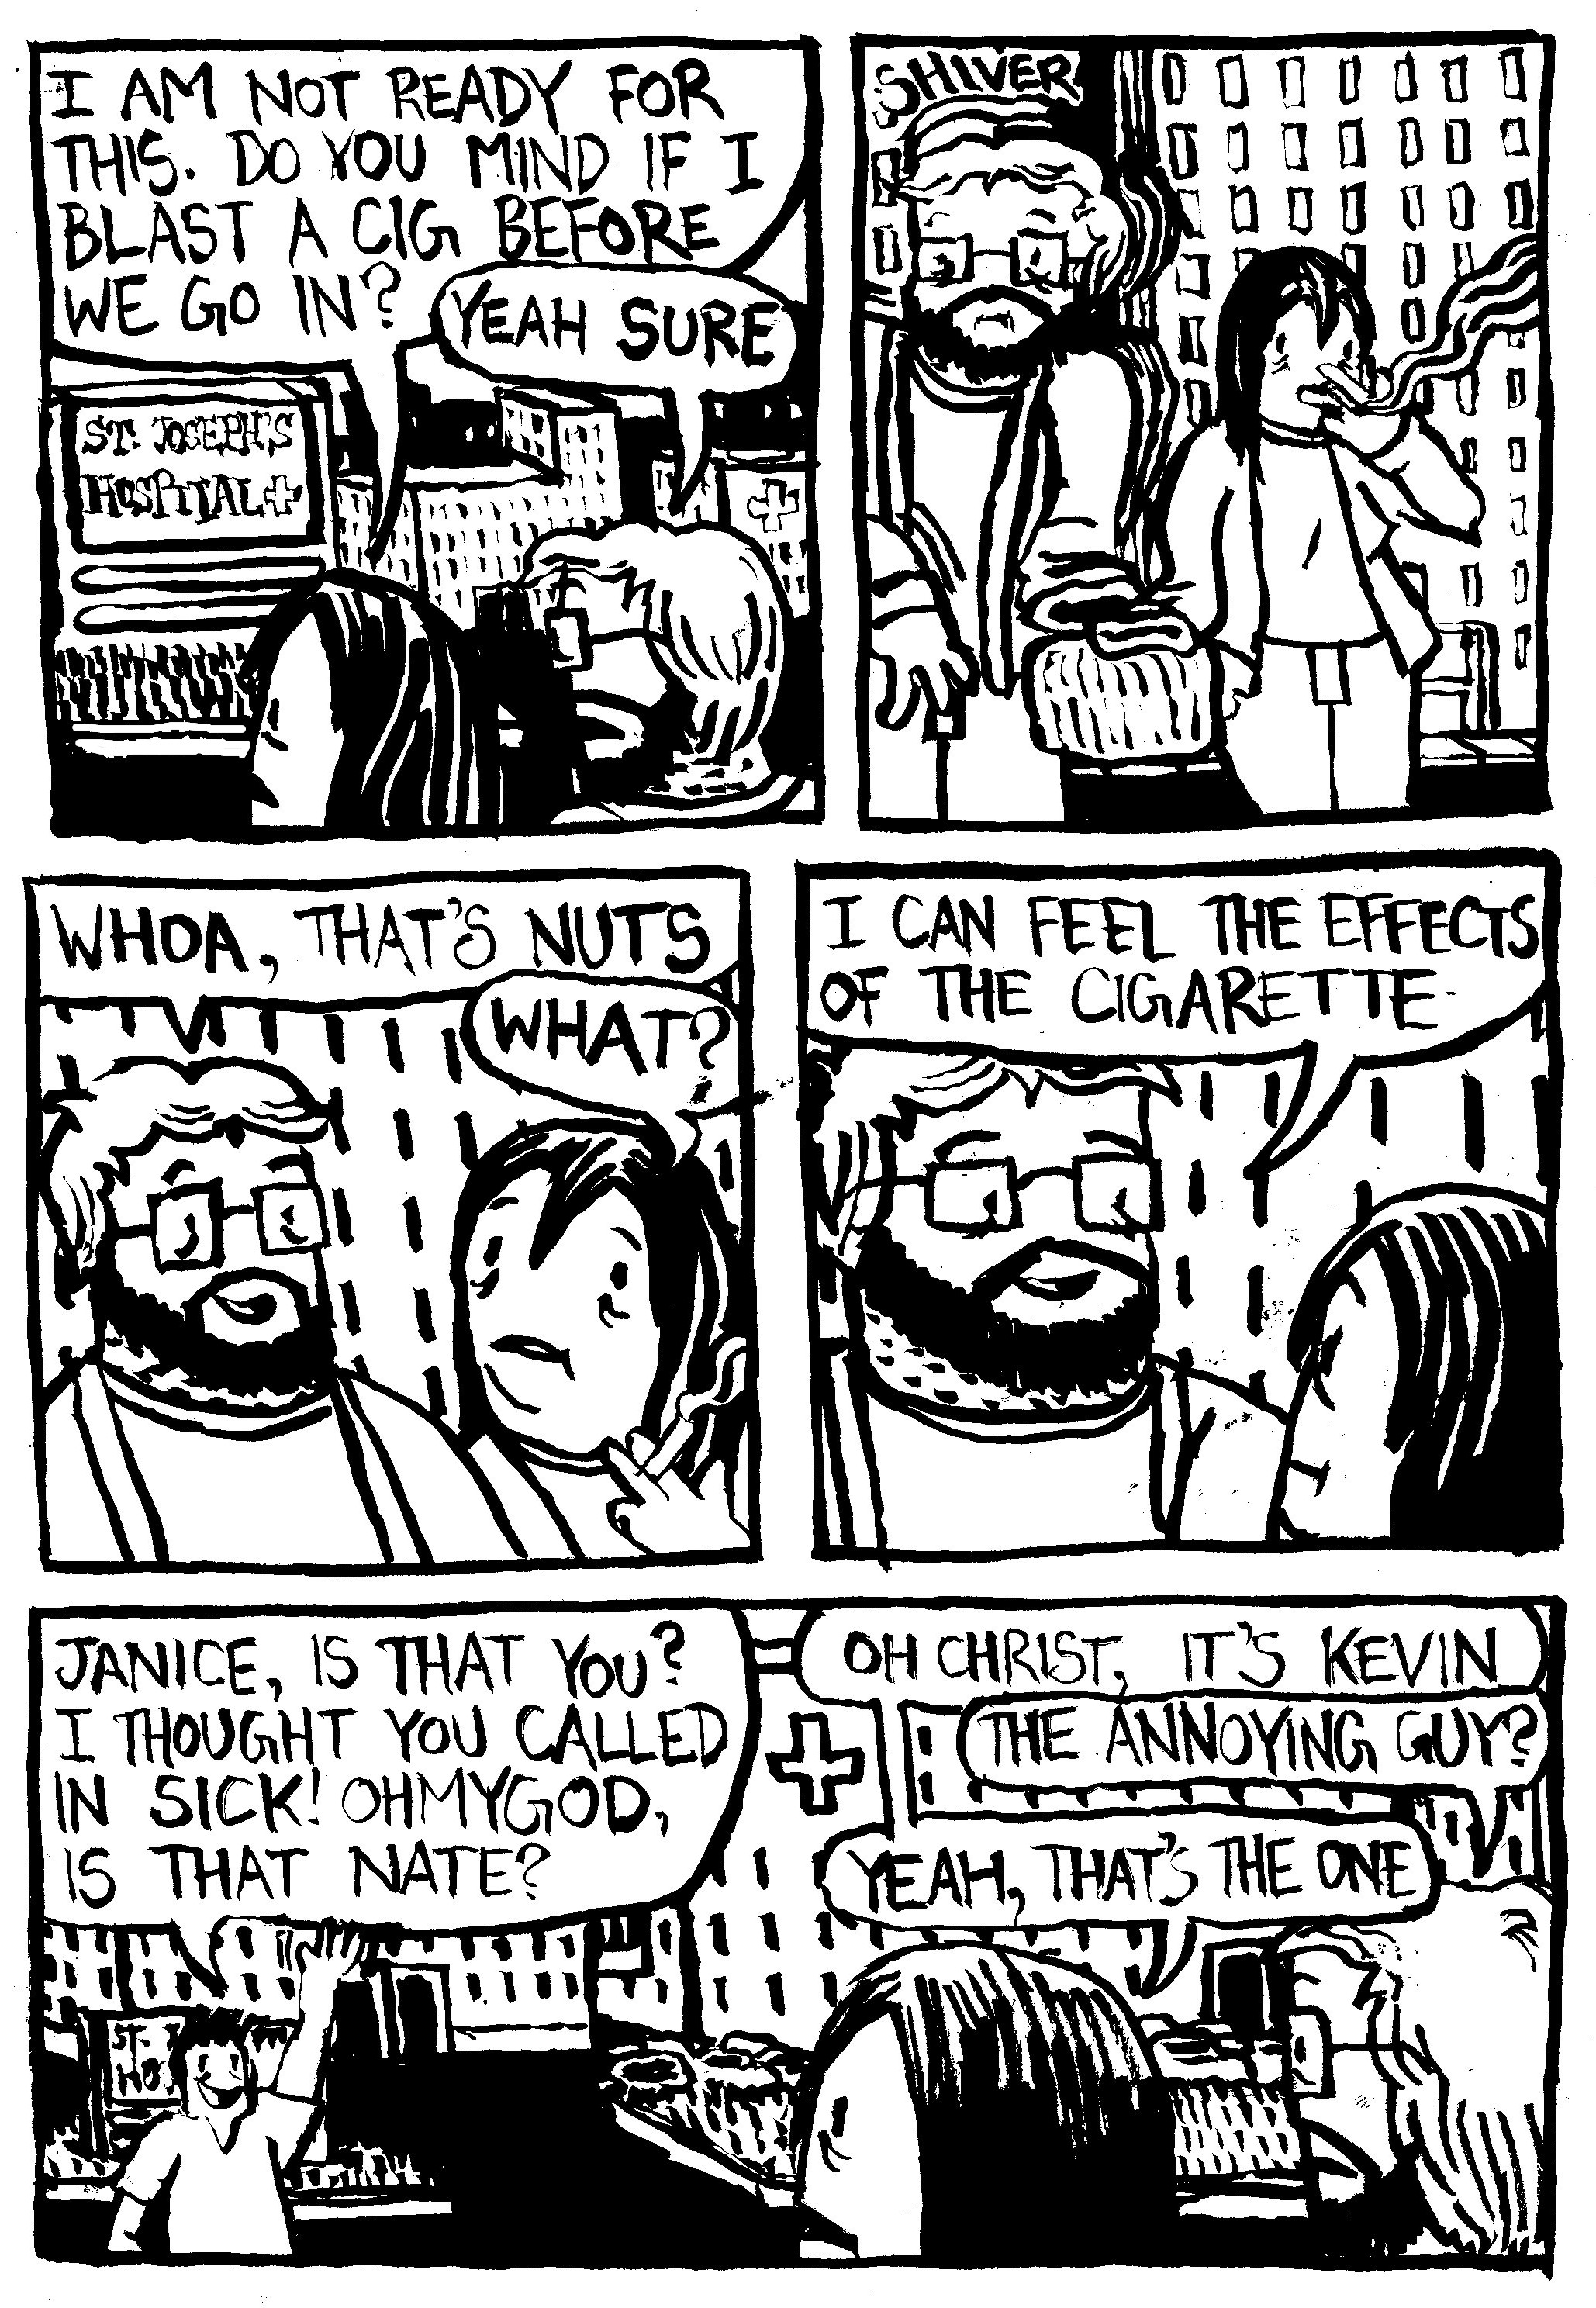 I AM NOT READY FOR
THIS. DO YOU MIND IF I
BLAST A CIG BEFORE
WE GO IN?
YEAH SURE
ST. JOSEPH'S
HOSPITAL
SHIVER
WHOA, THAT'S NUTS
WHAT?
I CAN FEEL THE EFFECTS
OF THE CIGARETTE
JANICE, IS THAT YOU?
I THOUGHT YOU CALLED
IN SICK! OHMYGOD,
IS THAT NATE?
OH CHRIST, IT'S KEVIN
THE ANNOYING GUY?
YEAH, THAT'S THE ONE
ST.
HO